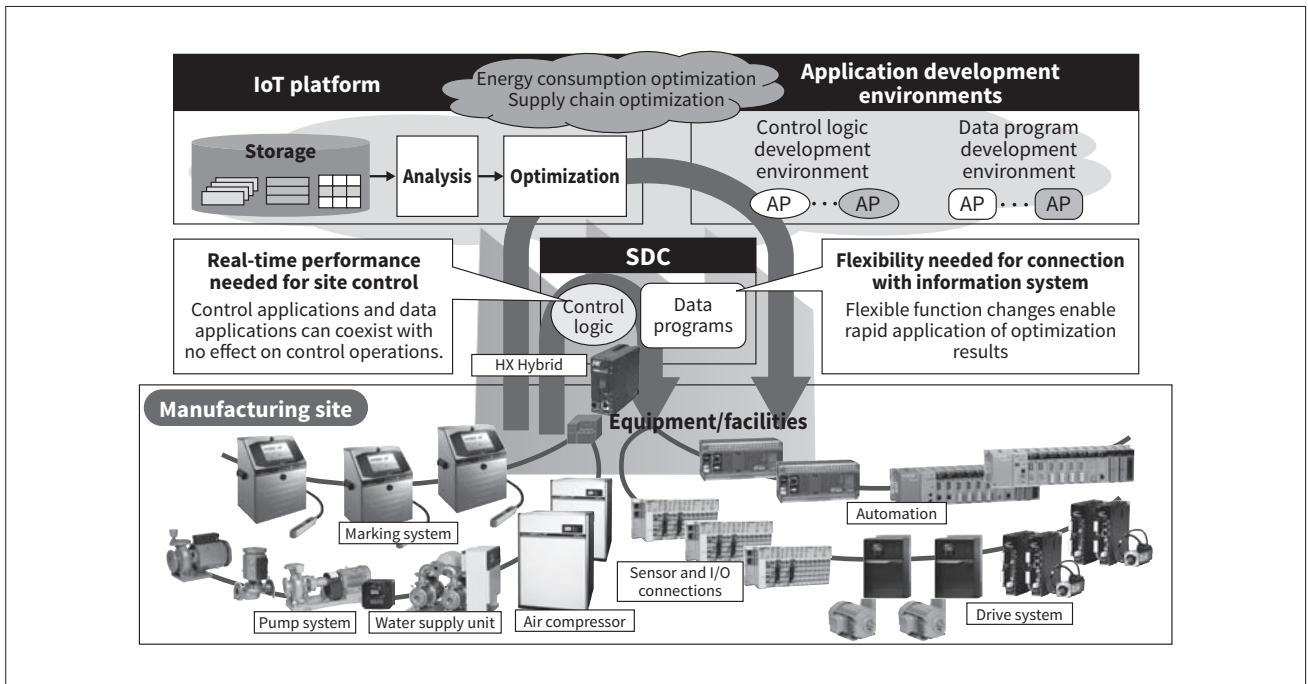 IoT platform
Energy consumption optimization
Supply chain optimization
Application development
environments
Storage
Analysis
Optimization
Control logic
development
environment
AP
···
AP
Data program
development
environment
AP
···
AP
Real-time performance
needed for site control
Control applications and data
applications can coexist with
no effect on control operations.
SDC
Control
logic
Data
programs
Flexibility needed for connection
with information system
Flexible function changes enable
rapid application of optimization
results
HX Hybrid
Manufacturing site
Equipment/facilities
Marking system
Automation
Sensor and I/O
connections
Pump system
Water supply unit
Air compressor
Drive system